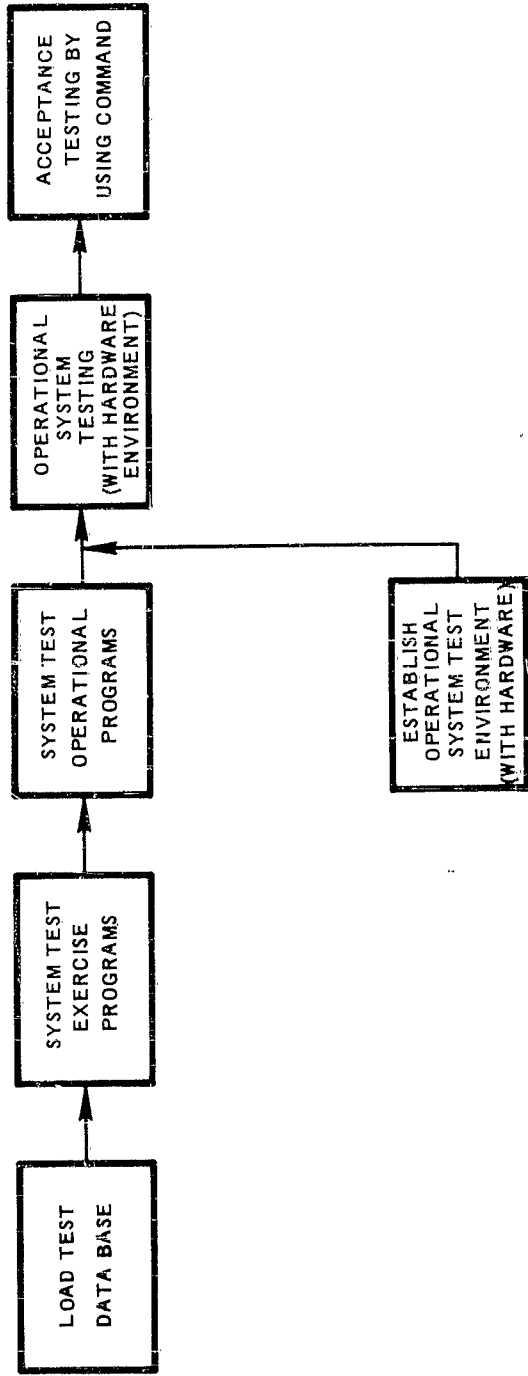 LOAD TEST
DATA BASE
SYSTEM TEST
EXERCISE
PROGRAMS
SYSTEM TEST
OPERATIONAL
PROGRAMS
ESTABLISH
OPERATIONAL
SYSTEM TEST
ENVIRONMENT
(WITH HARDWARE)
OPERATIONAL
SYSTEM
TESTING
(WITH HARDWARE
ENVIRONMENT)
ACCEPTANCE
TESTING BY
USING COMMAND